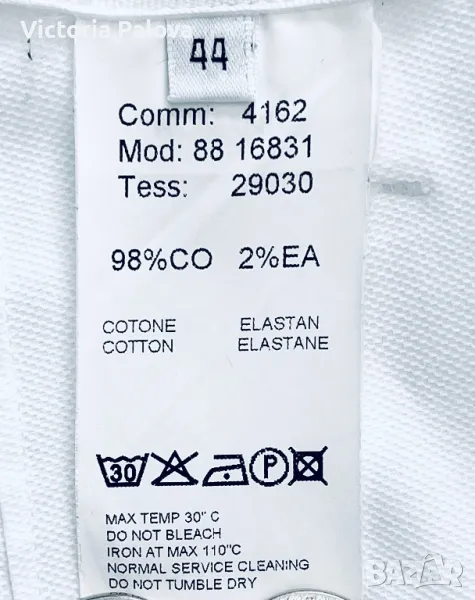 Victoria Palova
44
Comm: 4162
Mod: 88 16831
Tess: 29030
98%CO 2%EA
COTONE ELASTAN
COTTON ELASTANE
30 P
MAX TEMP 30" C
DO NOT BLEACH
IRON AT MAX 110"C
NORMAL SERVICE CLEANING
DO NOT TUMBLE DRY
BAZAR